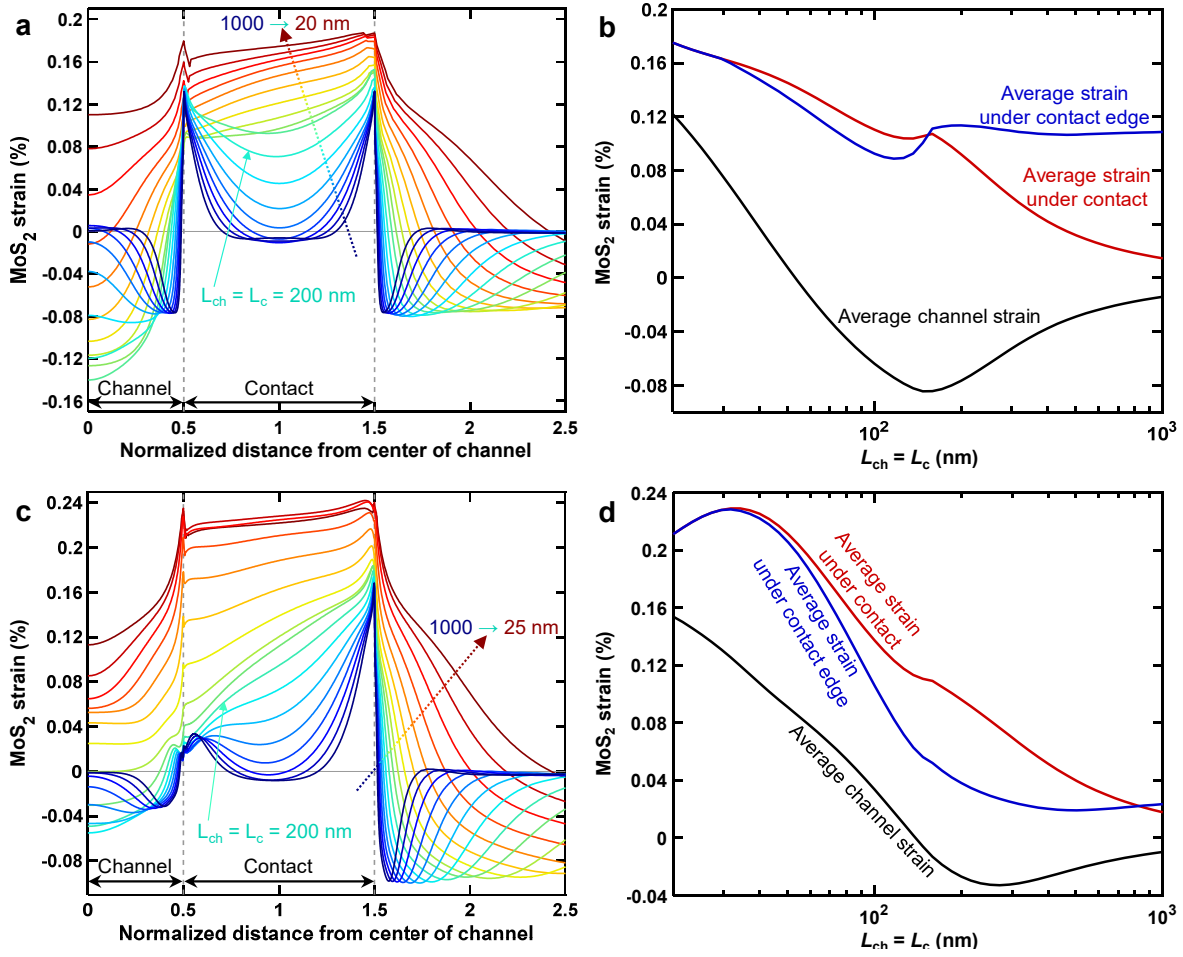 a
0.2
0.16
0.12
0.08
0.04
0
-0.04
-0.08
-0.12
-0.16
MoS2 strain (%)
1000 → 20 nm
Lch = Lc = 200 nm
Channel
Contact
0
0.5
1
1.5
2
2.5
Normalized distance from center of channel
b
0.2
0.16
0.12
0.08
0.04
0
-0.04
-0.08
MoS2 strain (%)
Average strain
under contact edge
Average strain
under contact
Average channel strain
10^2
10^3
Lch = Lc (nm)
c
0.24
0.2
0.16
0.12
0.08
0.04
0
-0.04
-0.08
MoS2 strain (%)
1000 → 25 nm
Lch = Lc = 200 nm
Channel
Contact
0
0.5
1
1.5
2
2.5
Normalized distance from center of channel
d
0.24
0.2
0.16
0.12
0.08
0.04
0
-0.04
MoS2 strain (%)
Average strain
under contact
Average strain
under contact edge
Average channel strain
10^2
10^3
Lch = Lc (nm)